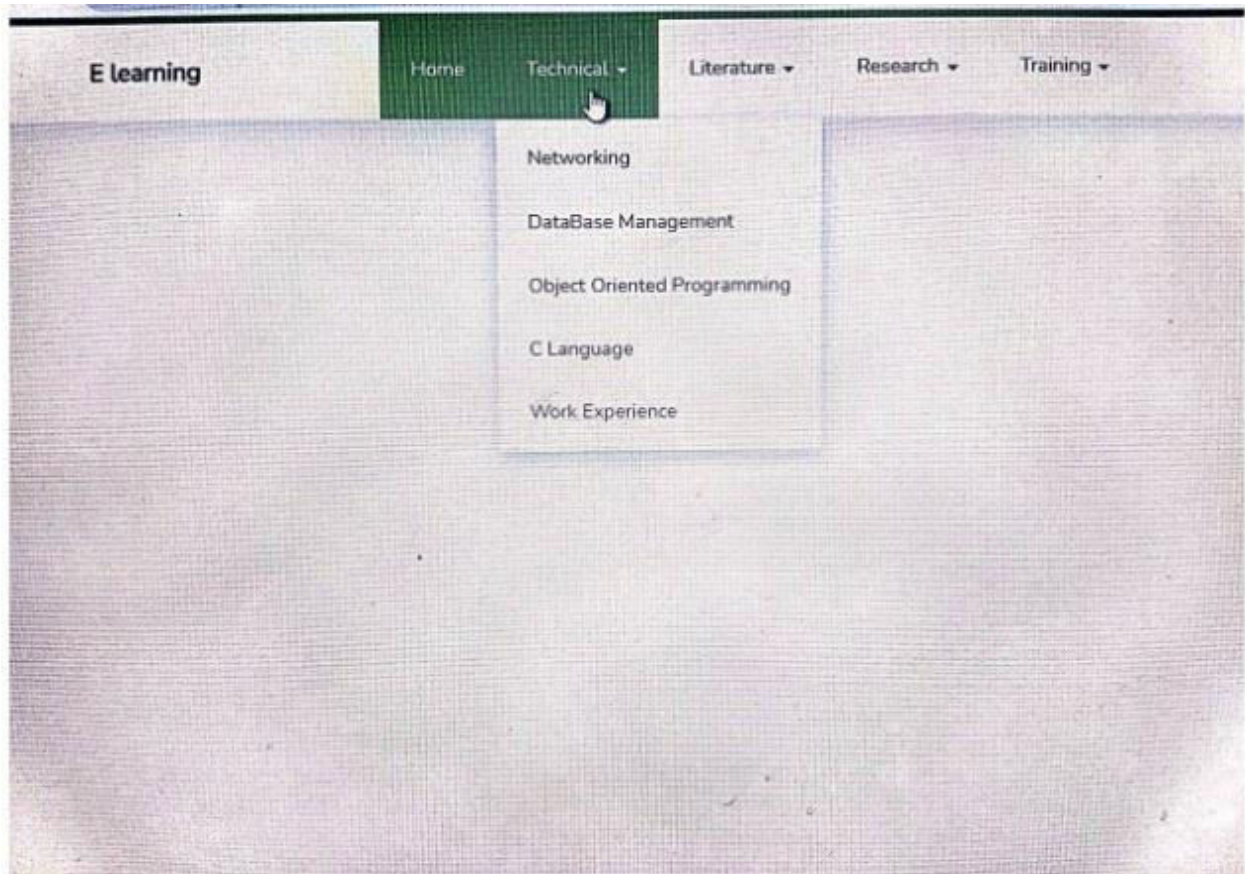 E learning Home Technical Literature Research Training
Networking
DataBase Management
Object Oriented Programming
C Language
Work Experience